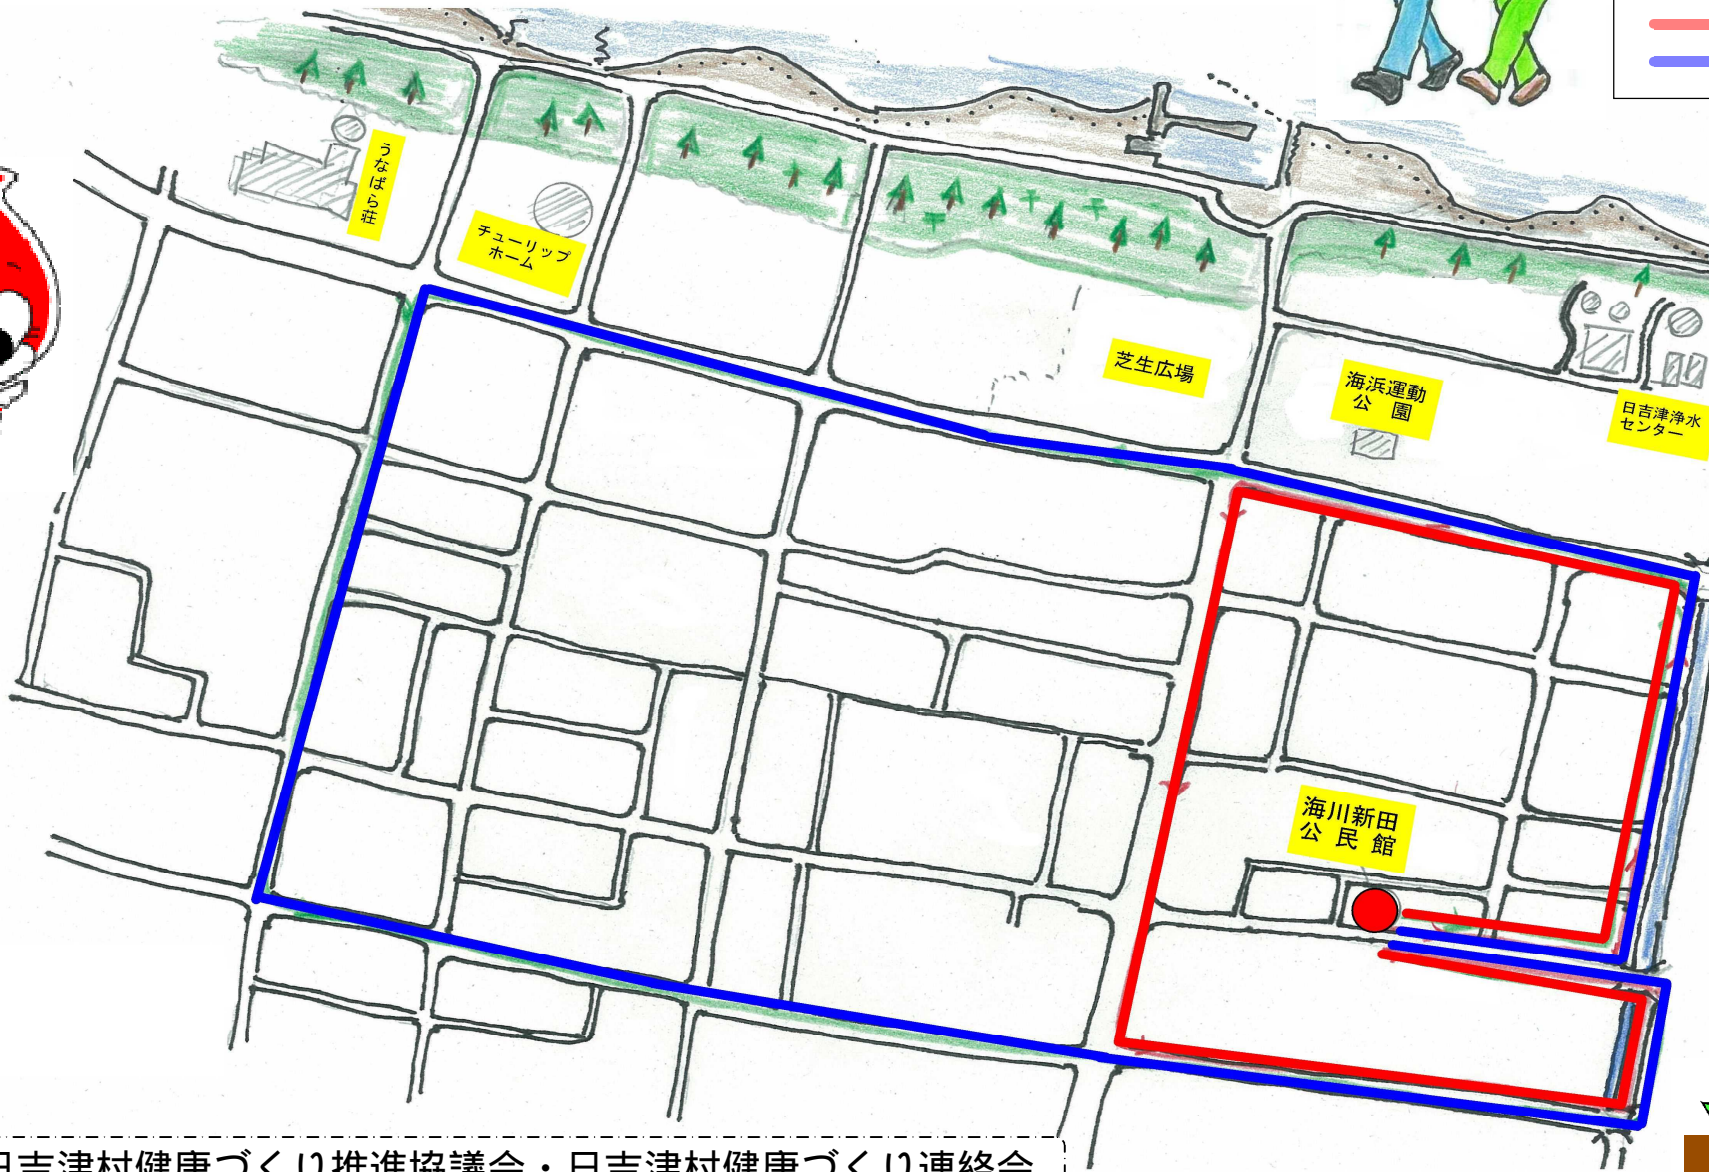 うなばら荘
チューリップ
ホーム
芝生広場
海浜運動
公　園
日吉津浄水
センター
海川新田
公 民 館
日吉津村健康づくり推進協議会・日吉津村健康づくり連絡会